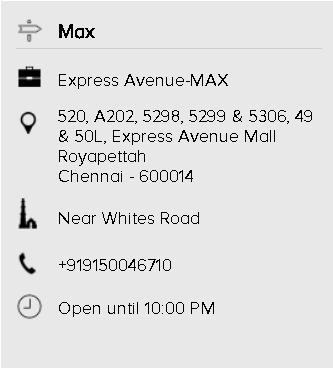 Max
Express Avenue-MAX
520, A202, 5298, 5299 & 5306, 49
& 50L, Express Avenue Mall
Royapettah
Chennai - 600014
Near Whites Road
+919150046710
Open until 10:00 PM